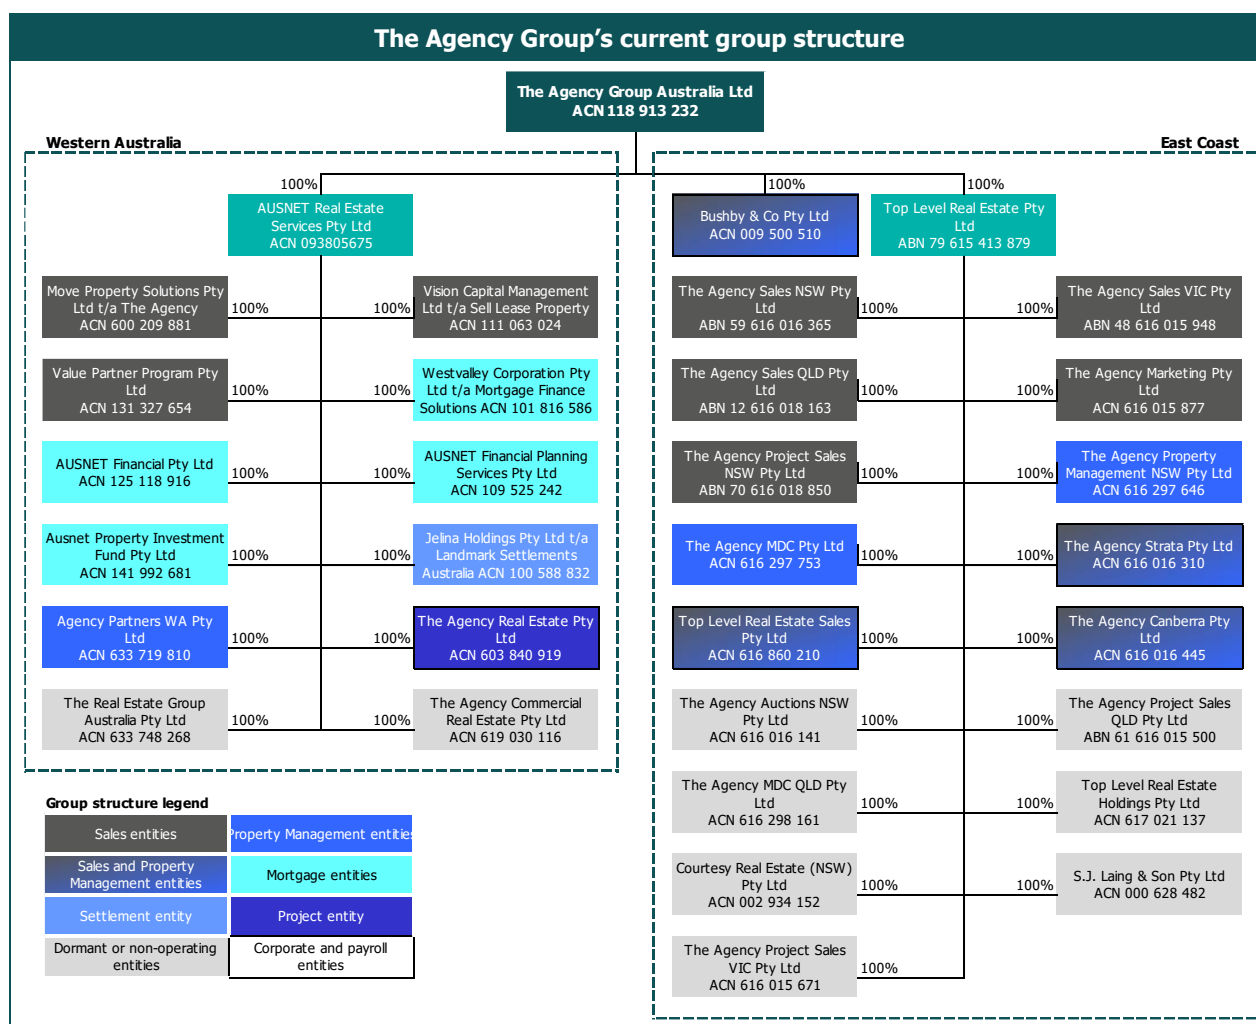 The Agency Group’s current group structure
The Agency Group Australia Ltd
ACN 118 913 232
Western Australia
East Coast
100%
100%
100%
AUSNET Real Estate
Services Pty Ltd
ACN 093805675
Bushby & Co Pty Ltd
ACN 009 500 510
Top Level Real Estate Pty
Ltd
ABN 79 615 413 879
Move Property Solutions Pty
Ltd t/a The Agency
ACN 600 209 881
100%
100%
Vision Capital Management
Ltd t/a Sell Lease Property
ACN 111 063 024
Value Partner Program Pty
Ltd
ACN 131 327 654
100%
100%
Westvalley Corporation Pty
Ltd t/a Mortgage Finance
Solutions ACN 101 816 586
AUSNET Financial Pty Ltd
ACN 125 118 916
100%
100%
AUSNET Financial Planning
Services Pty Ltd
ACN 109 525 242
Ausnet Property Investment
Fund Pty Ltd
ACN 141 992 681
100%
100%
Jelina Holdings Pty Ltd t/a
Landmark Settlements
Australia ACN 100 588 832
Agency Partners WA Pty
Ltd
ACN 633 719 810
100%
100%
The Agency Real Estate Pty
Ltd
ACN 603 840 919
The Real Estate Group
Australia Pty Ltd
ACN 633 748 268
100%
100%
The Agency Commercial
Real Estate Pty Ltd
ACN 619 030 116
The Agency Sales NSW Pty
Ltd
ABN 59 616 016 365
100%
100%
The Agency Sales VIC Pty
Ltd
ABN 48 616 015 948
The Agency Sales QLD Pty
Ltd
ABN 12 616 018 163
100%
100%
The Agency Marketing Pty
Ltd
ACN 616 015 877
The Agency Project Sales
NSW Pty Ltd
ABN 70 616 018 850
100%
100%
The Agency Property
Management NSW Pty Ltd
ACN 616 297 646
The Agency MDC Pty Ltd
ACN 616 297 753
100%
100%
The Agency Strata Pty Ltd
ACN 616 016 310
Top Level Real Estate Sales
Pty Ltd
ACN 616 860 210
100%
100%
The Agency Canberra Pty
Ltd
ACN 616 016 445
The Agency Auctions NSW
Pty Ltd
ACN 616 016 141
100%
100%
The Agency Project Sales
QLD Pty Ltd
ABN 61 616 015 500
The Agency MDC QLD Pty
Ltd
ACN 616 298 161
100%
100%
Top Level Real Estate
Holdings Pty Ltd
ACN 617 021 137
Courtesy Real Estate (NSW)
Pty Ltd
ACN 002 934 152
100%
100%
S.J. Laing & Son Pty Ltd
ACN 000 628 482
The Agency Project Sales
VIC Pty Ltd
ACN 616 015 671
100%
Group structure legend
Sales entities
Property Management entities
Sales and Property
Management entities
Mortgage entities
Settlement entity
Project entity
Dormant or non-operating
entities
Corporate and payroll
entities